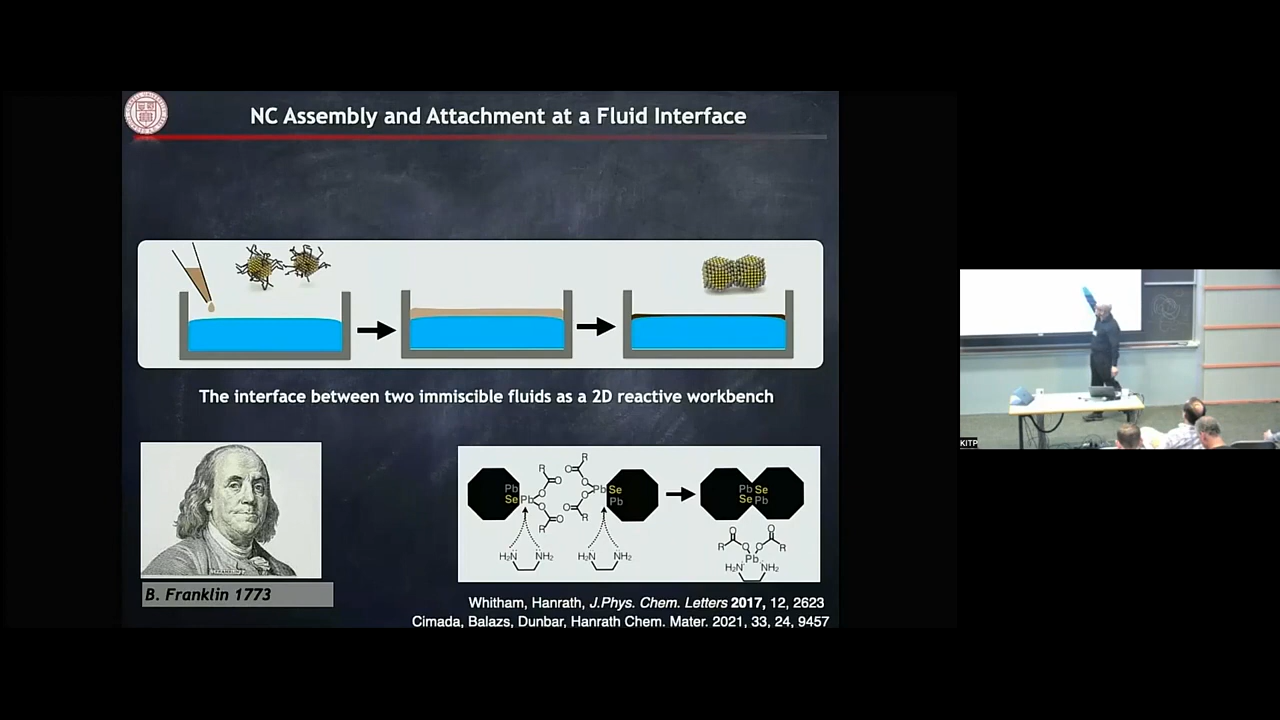 NC Assembly and Attachment at a Fluid Interface
The interface between two immiscible fluids as a 2D reactive workbench
B. Franklin 1773
R
O
O
O
O
R
R
O
O
O
O
R
Pb
Se
Pb
Pb
Se
Pb
H₂N
NH₂
H₂N
NH₂
Pb Se
Se Pb
R
O
O
O
O
R
Pb
H₂N
NH₂
Whitham, Hanrath, J.Phys. Chem. Letters 2017, 12, 2623
Cimada, Balazs, Dunbar, Hanrath Chem. Mater. 2021, 33, 24, 9457
KITP